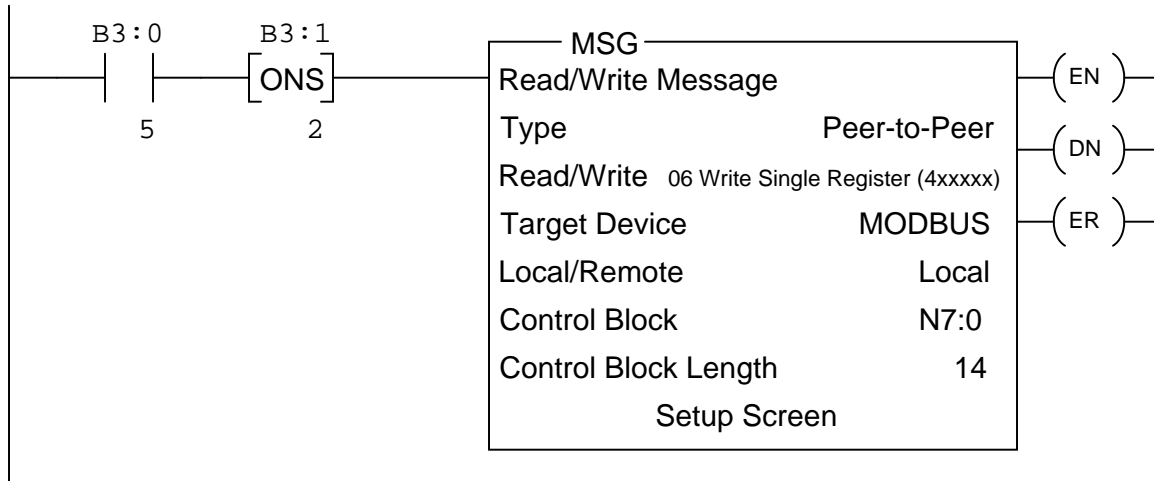 B3:0 B3:1
MSG
ONS
Read/Write Message
EN
5 2
Type Peer-to-Peer
DN
Read/Write 06 Write Single Register (4xxxxx)
Target Device MODBUS
ER
Local/Remote Local
Control Block N7:0
Control Block Length 14
Setup Screen